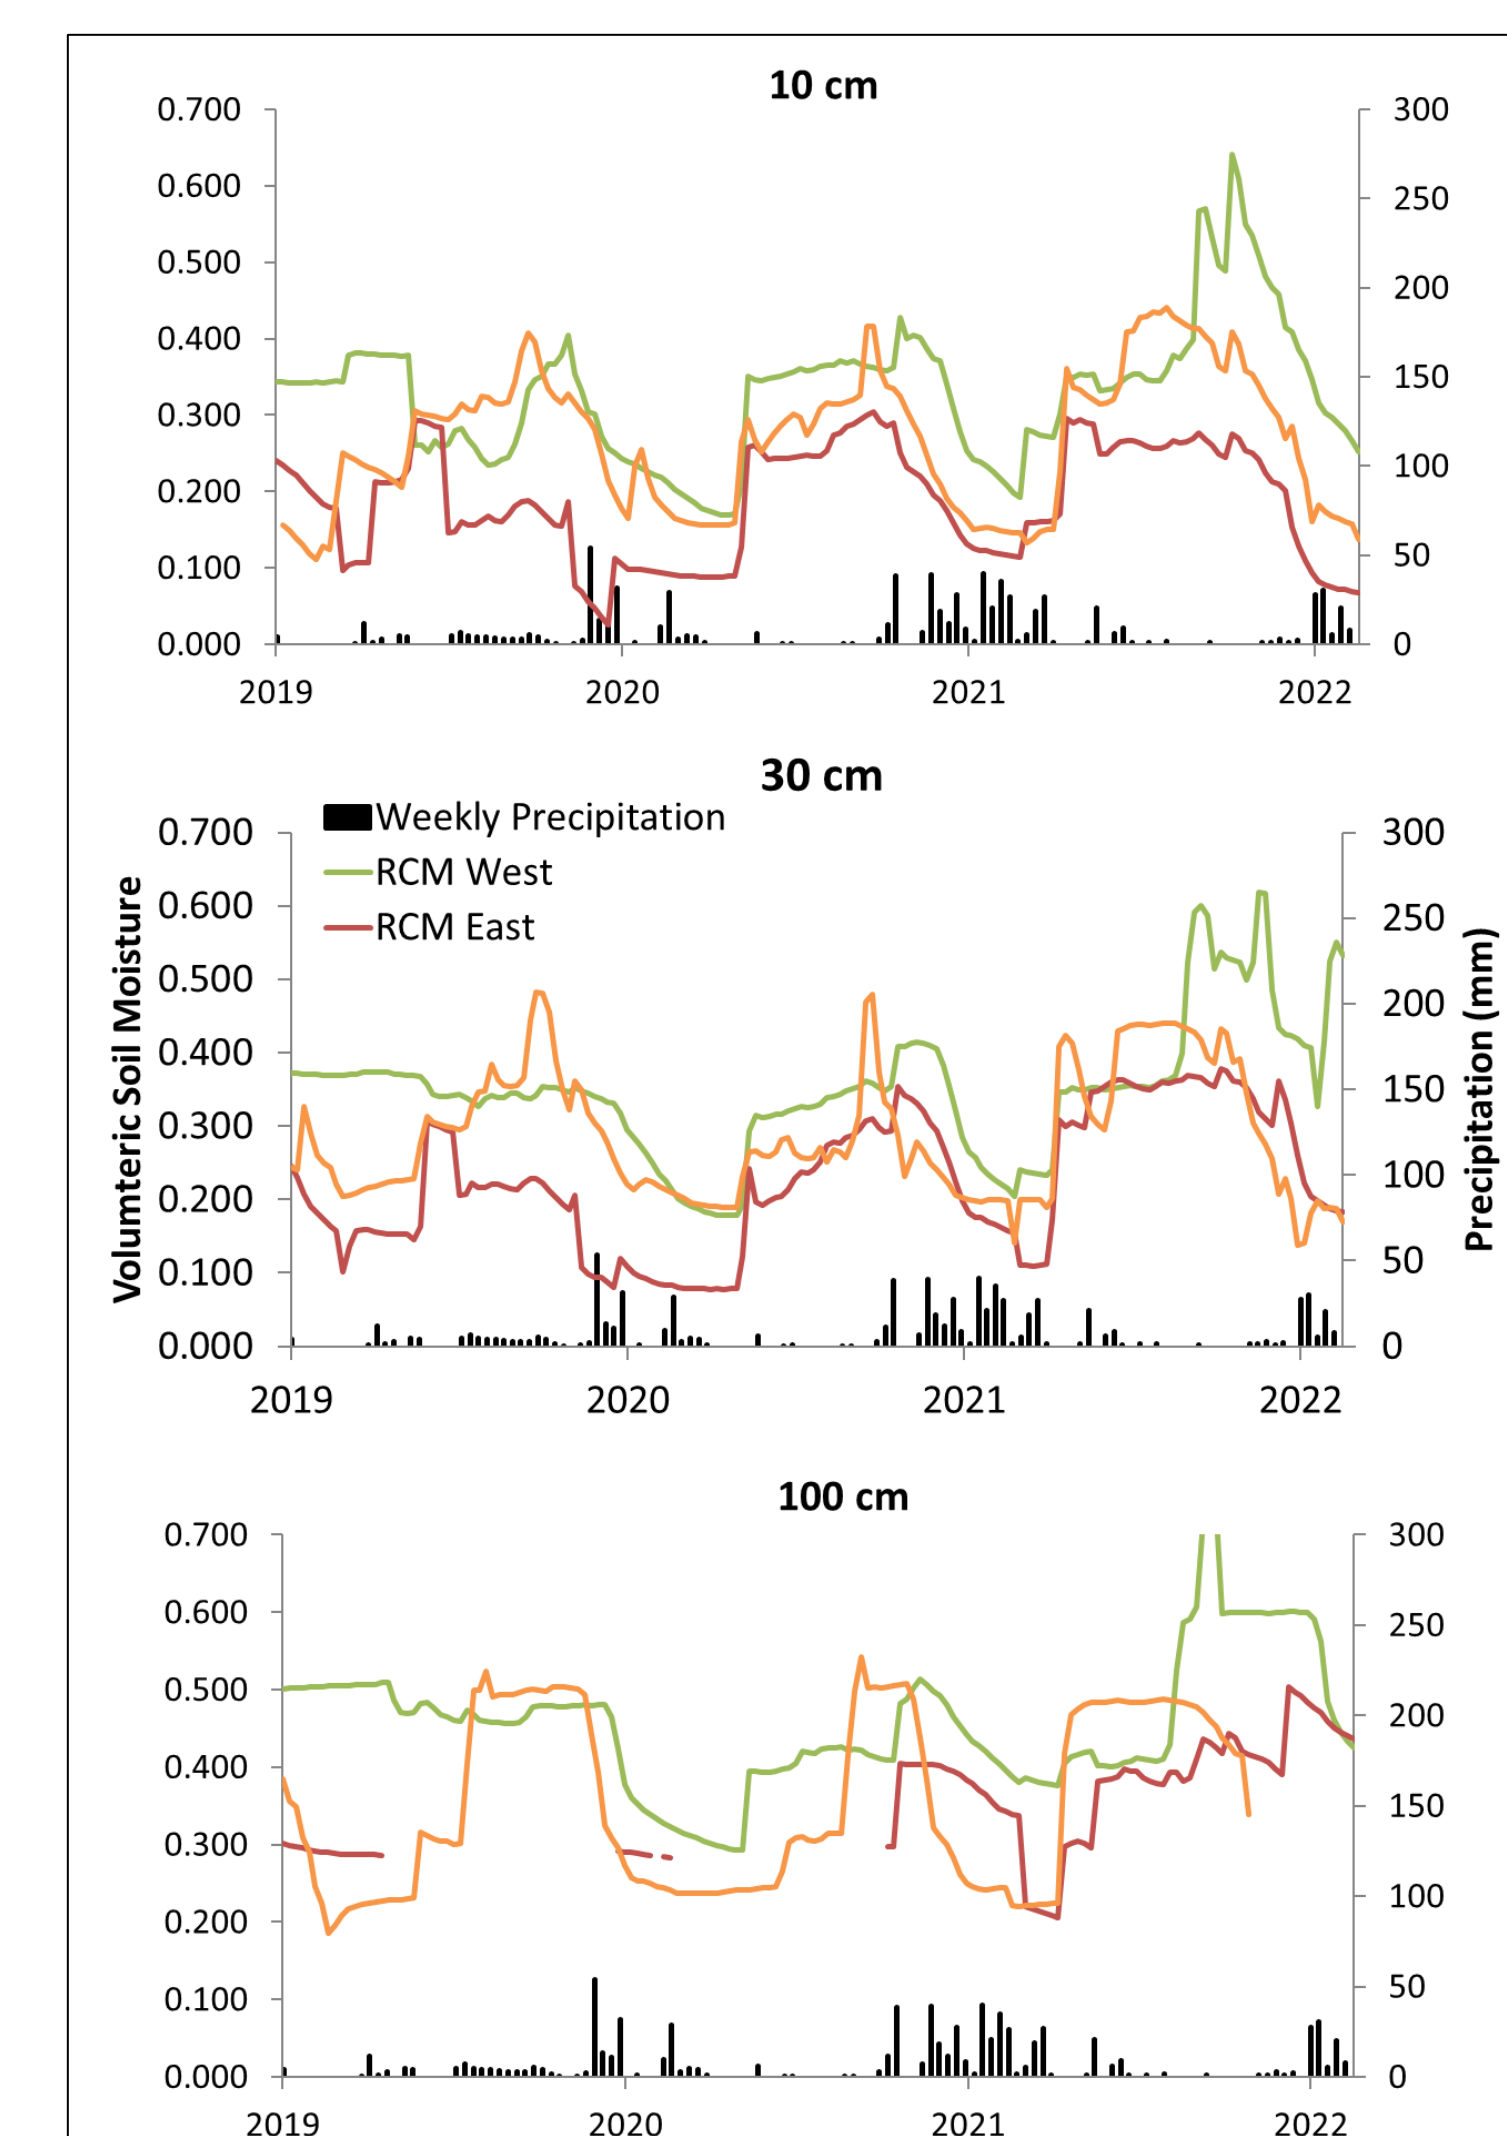 10 cm
0.700 300
0.600 250
0.500 200
0.400 150
0.300 100
0.200 50
0.100 0
0.000
2019 2020 2021 2022
30 cm
Weekly Precipitation
RCM West
RCM East
Volumteric Soil Moisture
Precipitation (mm)
0.700 300
0.600 250
0.500 200
0.400 150
0.300 100
0.200 50
0.100 0
0.000
2019 2020 2021 2022
100 cm
0.700 300
0.600 250
0.500 200
0.400 150
0.300 100
0.200 50
0.100 0
0.000
2019 2020 2021 2022